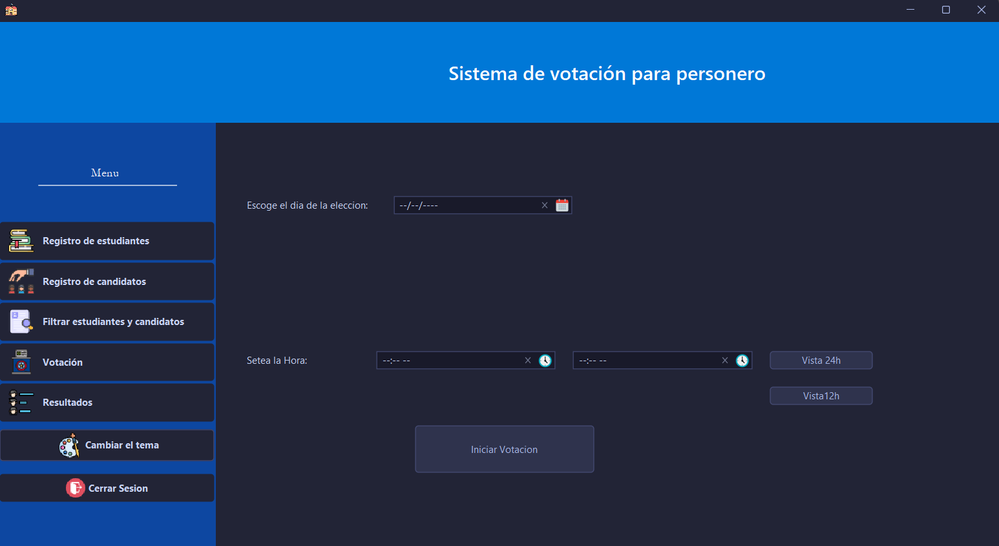 Sistema de votación para personero
Menu
Registro de estudiantes
Registro de candidatos
Filtrar estudiantes y candidatos
Votación
Resultados
Cambiar el tema
Cerrar Sesion
Escoge el dia de la eleccion: --/--/----
Setea la Hora: --:-- -- --:-- -- Vista 24h
Vista12h
Iniciar Votacion